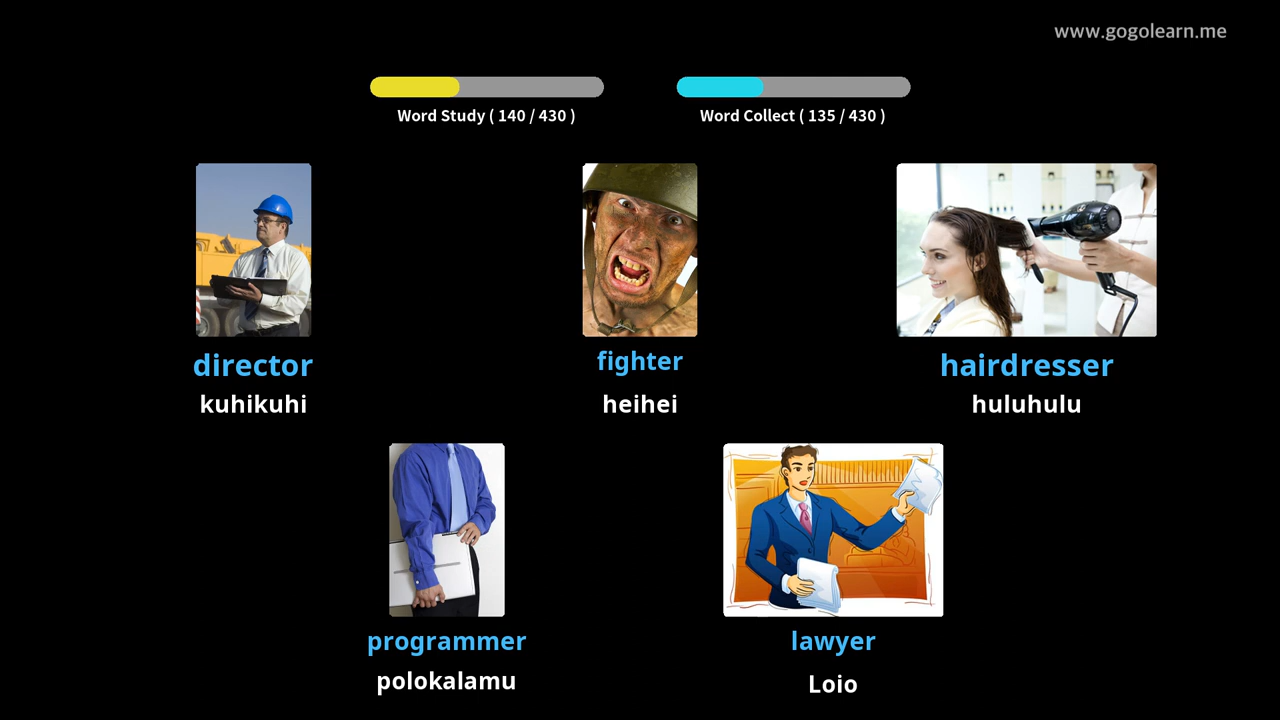 www.gogolearn.me
Word Study ( 140 / 430 )
Word Collect ( 135 / 430 )
director
kuhikuhi
fighter
heihei
hairdresser
huluhulu
programmer
polokalamu
lawyer
Loio